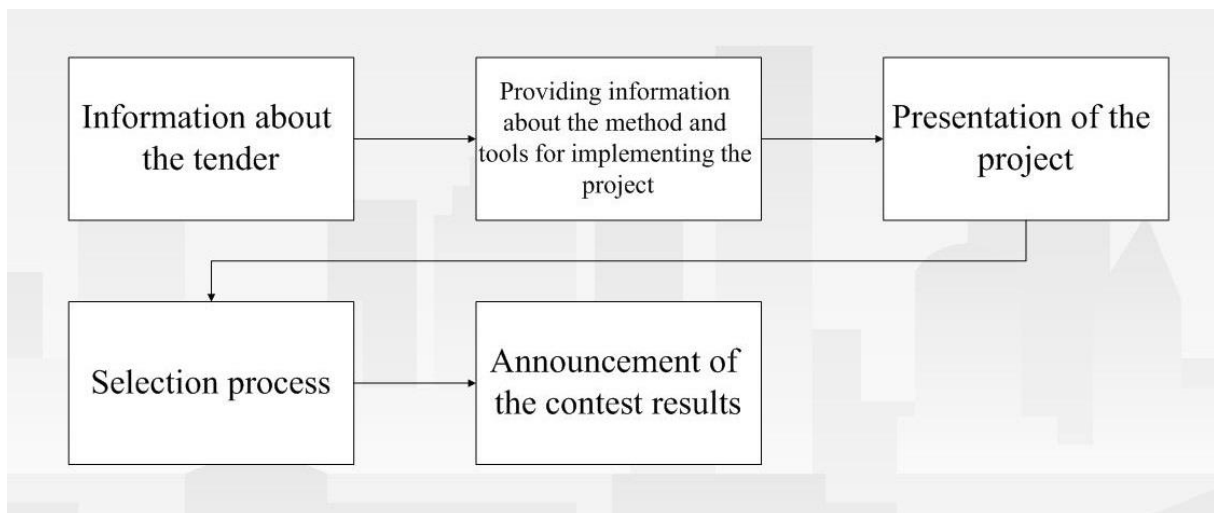 Information about
the tender
Providing information
about the method and
tools for implementing the
project
Presentation of the
project
Selection process
Announcement of
the contest results